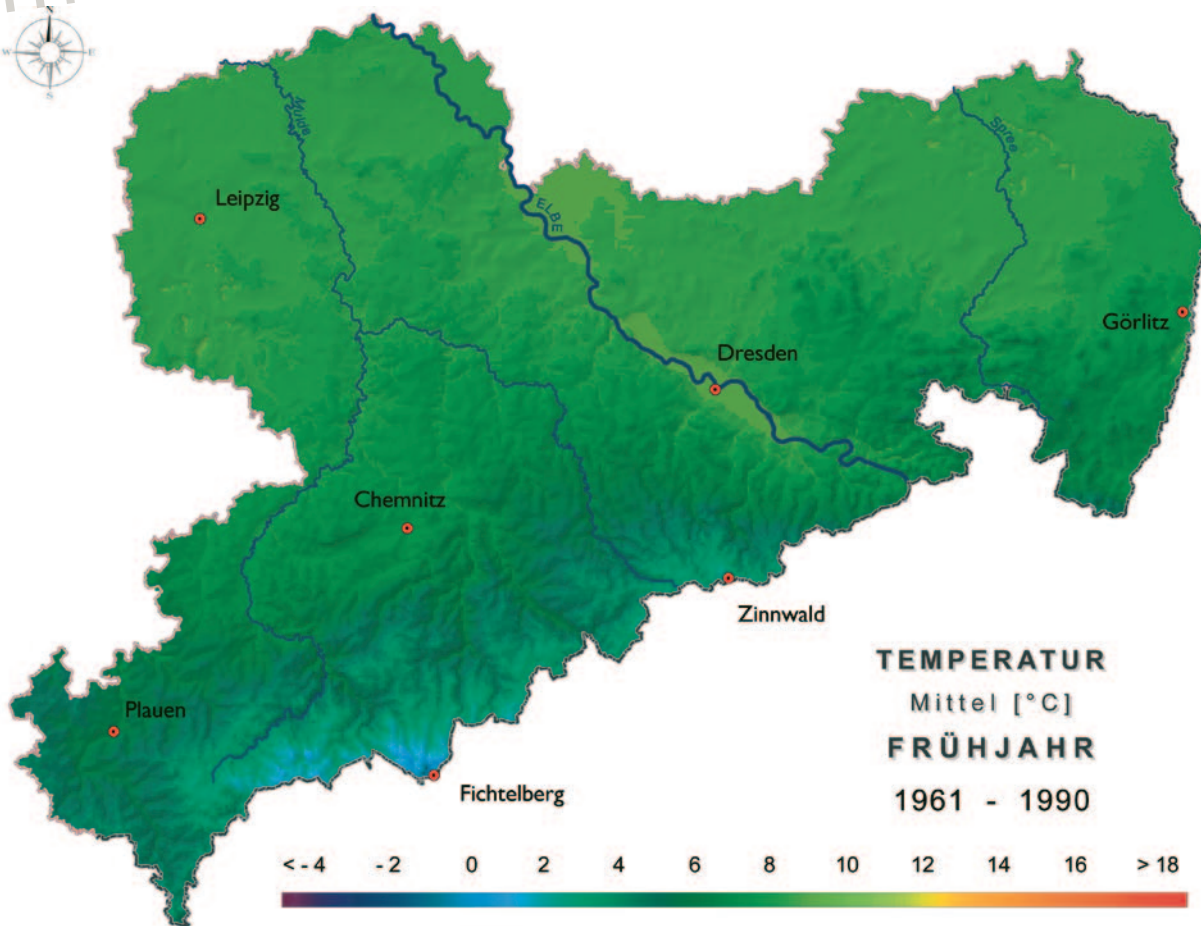 N
W E
S
Mulde
Spree
Leipzig
ELBE
Görlitz
Dresden
Chemnitz
Zinnwald
Plauen
Fichtelberg
TEMPERATUR
Mittel [°C]
FRÜHJAHR
1961 - 1990
< - 4 - 2 0 2 4 6 8 10 12 14 16 > 18